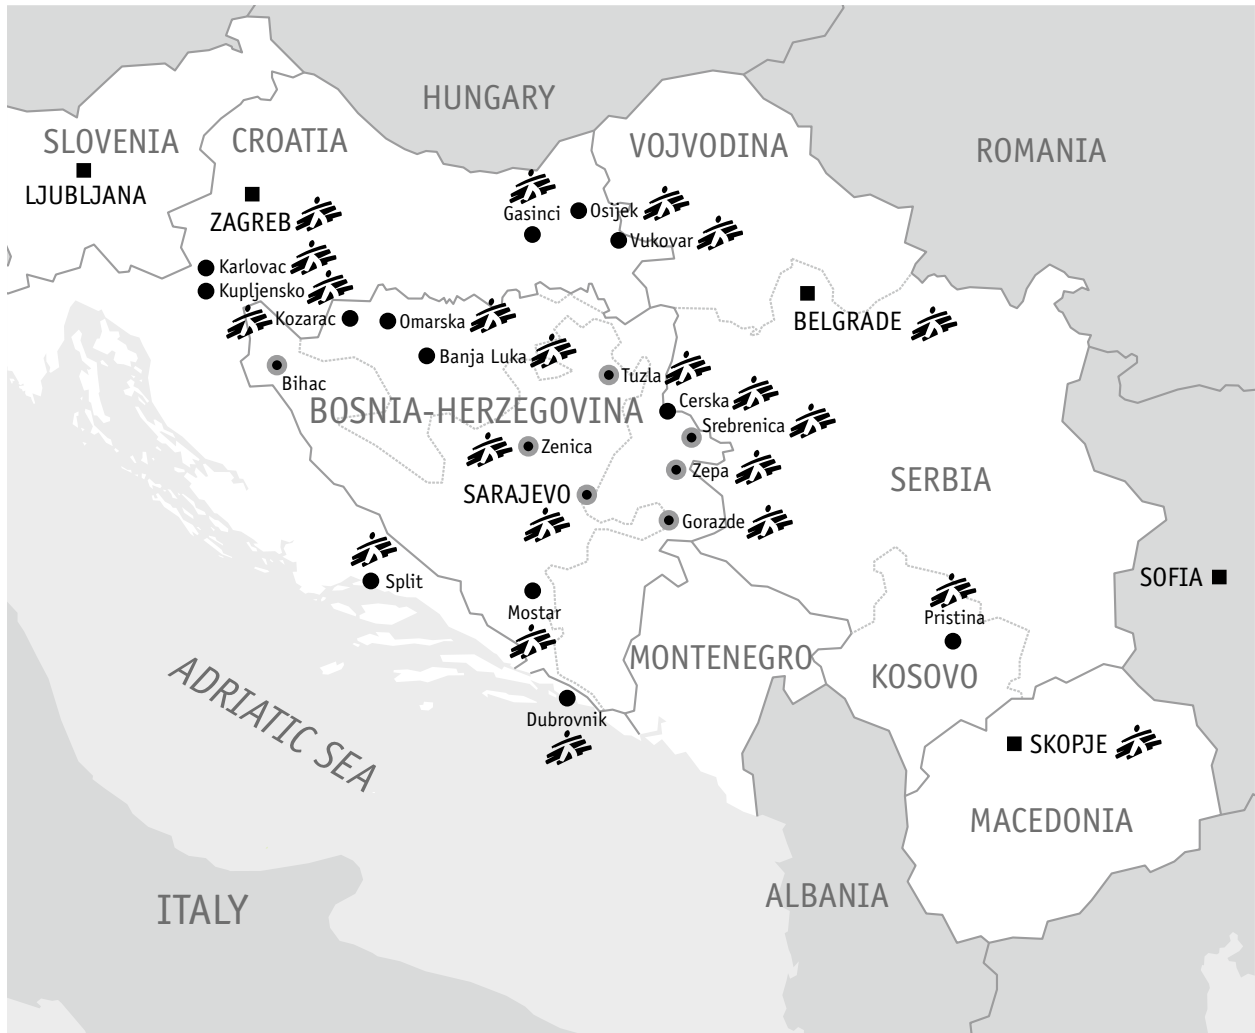 HUNGARY
SLOVENIA
CROATIA
VOJVODINA
ROMANIA
LJUBLJANA
ZAGREB
Gasinci
Osijek
Vukovar
Karlovac
Kupljensko
Kozarac
Omarska
BELGRADE
Banja Luka
Bihac
Tuzla
Cerska
BOSNIA-HERZEGOVINA
Srebrenica
Zenica
Zepa
SERBIA
SARAJEVO
Gorazde
Split
SOFIA
Mostar
Pristina
MONTENEGRO
KOSOVO
ADRIATIC SEA
Dubrovnik
SKOPJE
MACEDONIA
ALBANIA
ITALY